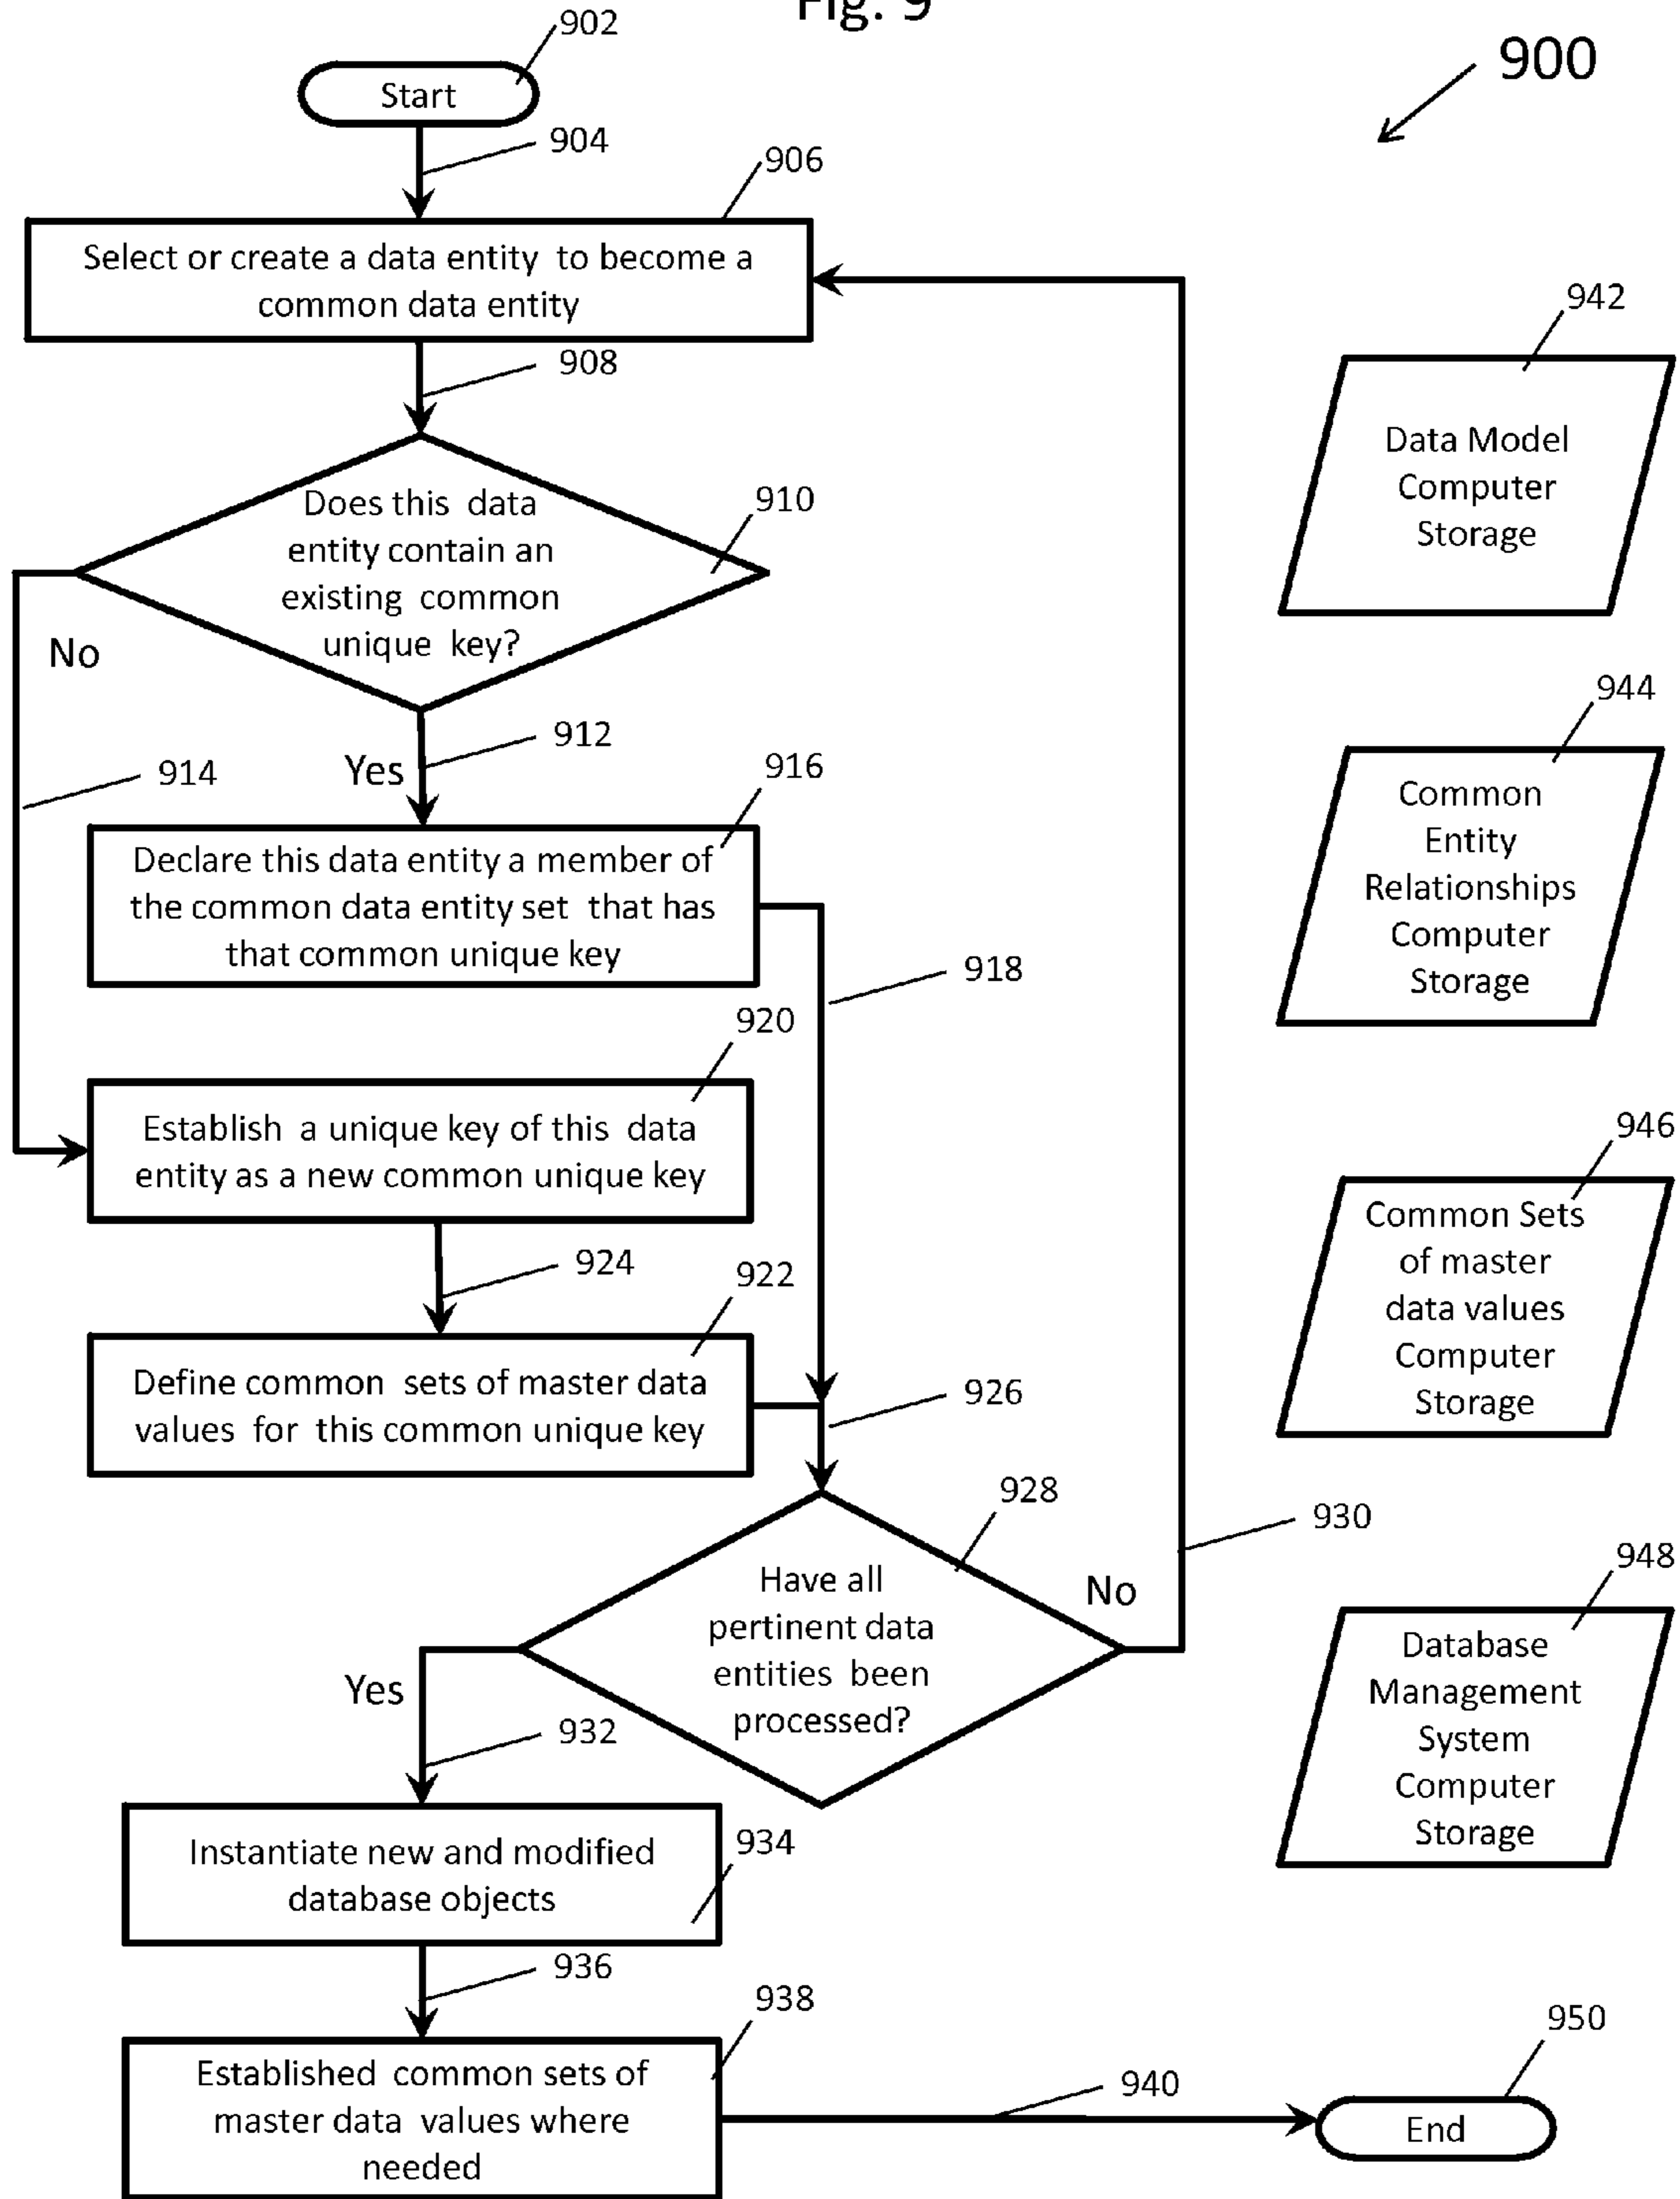 Fig. 9
902
900
Start
904
906
Select or create a data entity to become a
common data entity
908
942
Data Model
Computer
Storage
910
Does this data
entity contain an
existing common
unique key?
No
944
Common
Entity
Relationships
Computer
Storage
912
Yes
914
916
Declare this data entity a member of
the common data entity set that has
that common unique key
918
920
Establish a unique key of this data
entity as a new common unique key
946
Common Sets
of master
data values
Computer
Storage
924
922
Define common sets of master data
values for this common unique key
926
928
930
Have all
pertinent data
entities been
processed?
No
Yes
932
948
Database
Management
System
Computer
Storage
934
Instantiate new and modified
database objects
936
938
Established common sets of
master data values where
needed
940
950
End